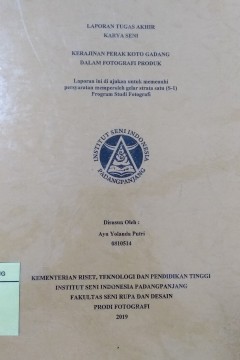 LAPORAN TUGAS AKHIR
KARYA SENI
KERAJINAN PERAK KOTO GADANG
DALAM FOTOGRAFI PRODUK
Laporan ini di ajukan untuk memenuhi
persyaratan memperoleh gelar strata satu (S-1)
Program Studi Fotografi
INSTITUT SENI INDONESIA
PADANGPANJANG
Disusun Oleh :
Ayu Yolanda Putri
0310514
KEMENTERIAN RISET, TEKNOLOGI DAN PENDIDIKAN TINGGI
INSTITUT SENI INDONESIA PADANGPANJANG
FAKULTAS SENI RUPA DAN DESAIN
PRODI FOTOGRAFI
2019